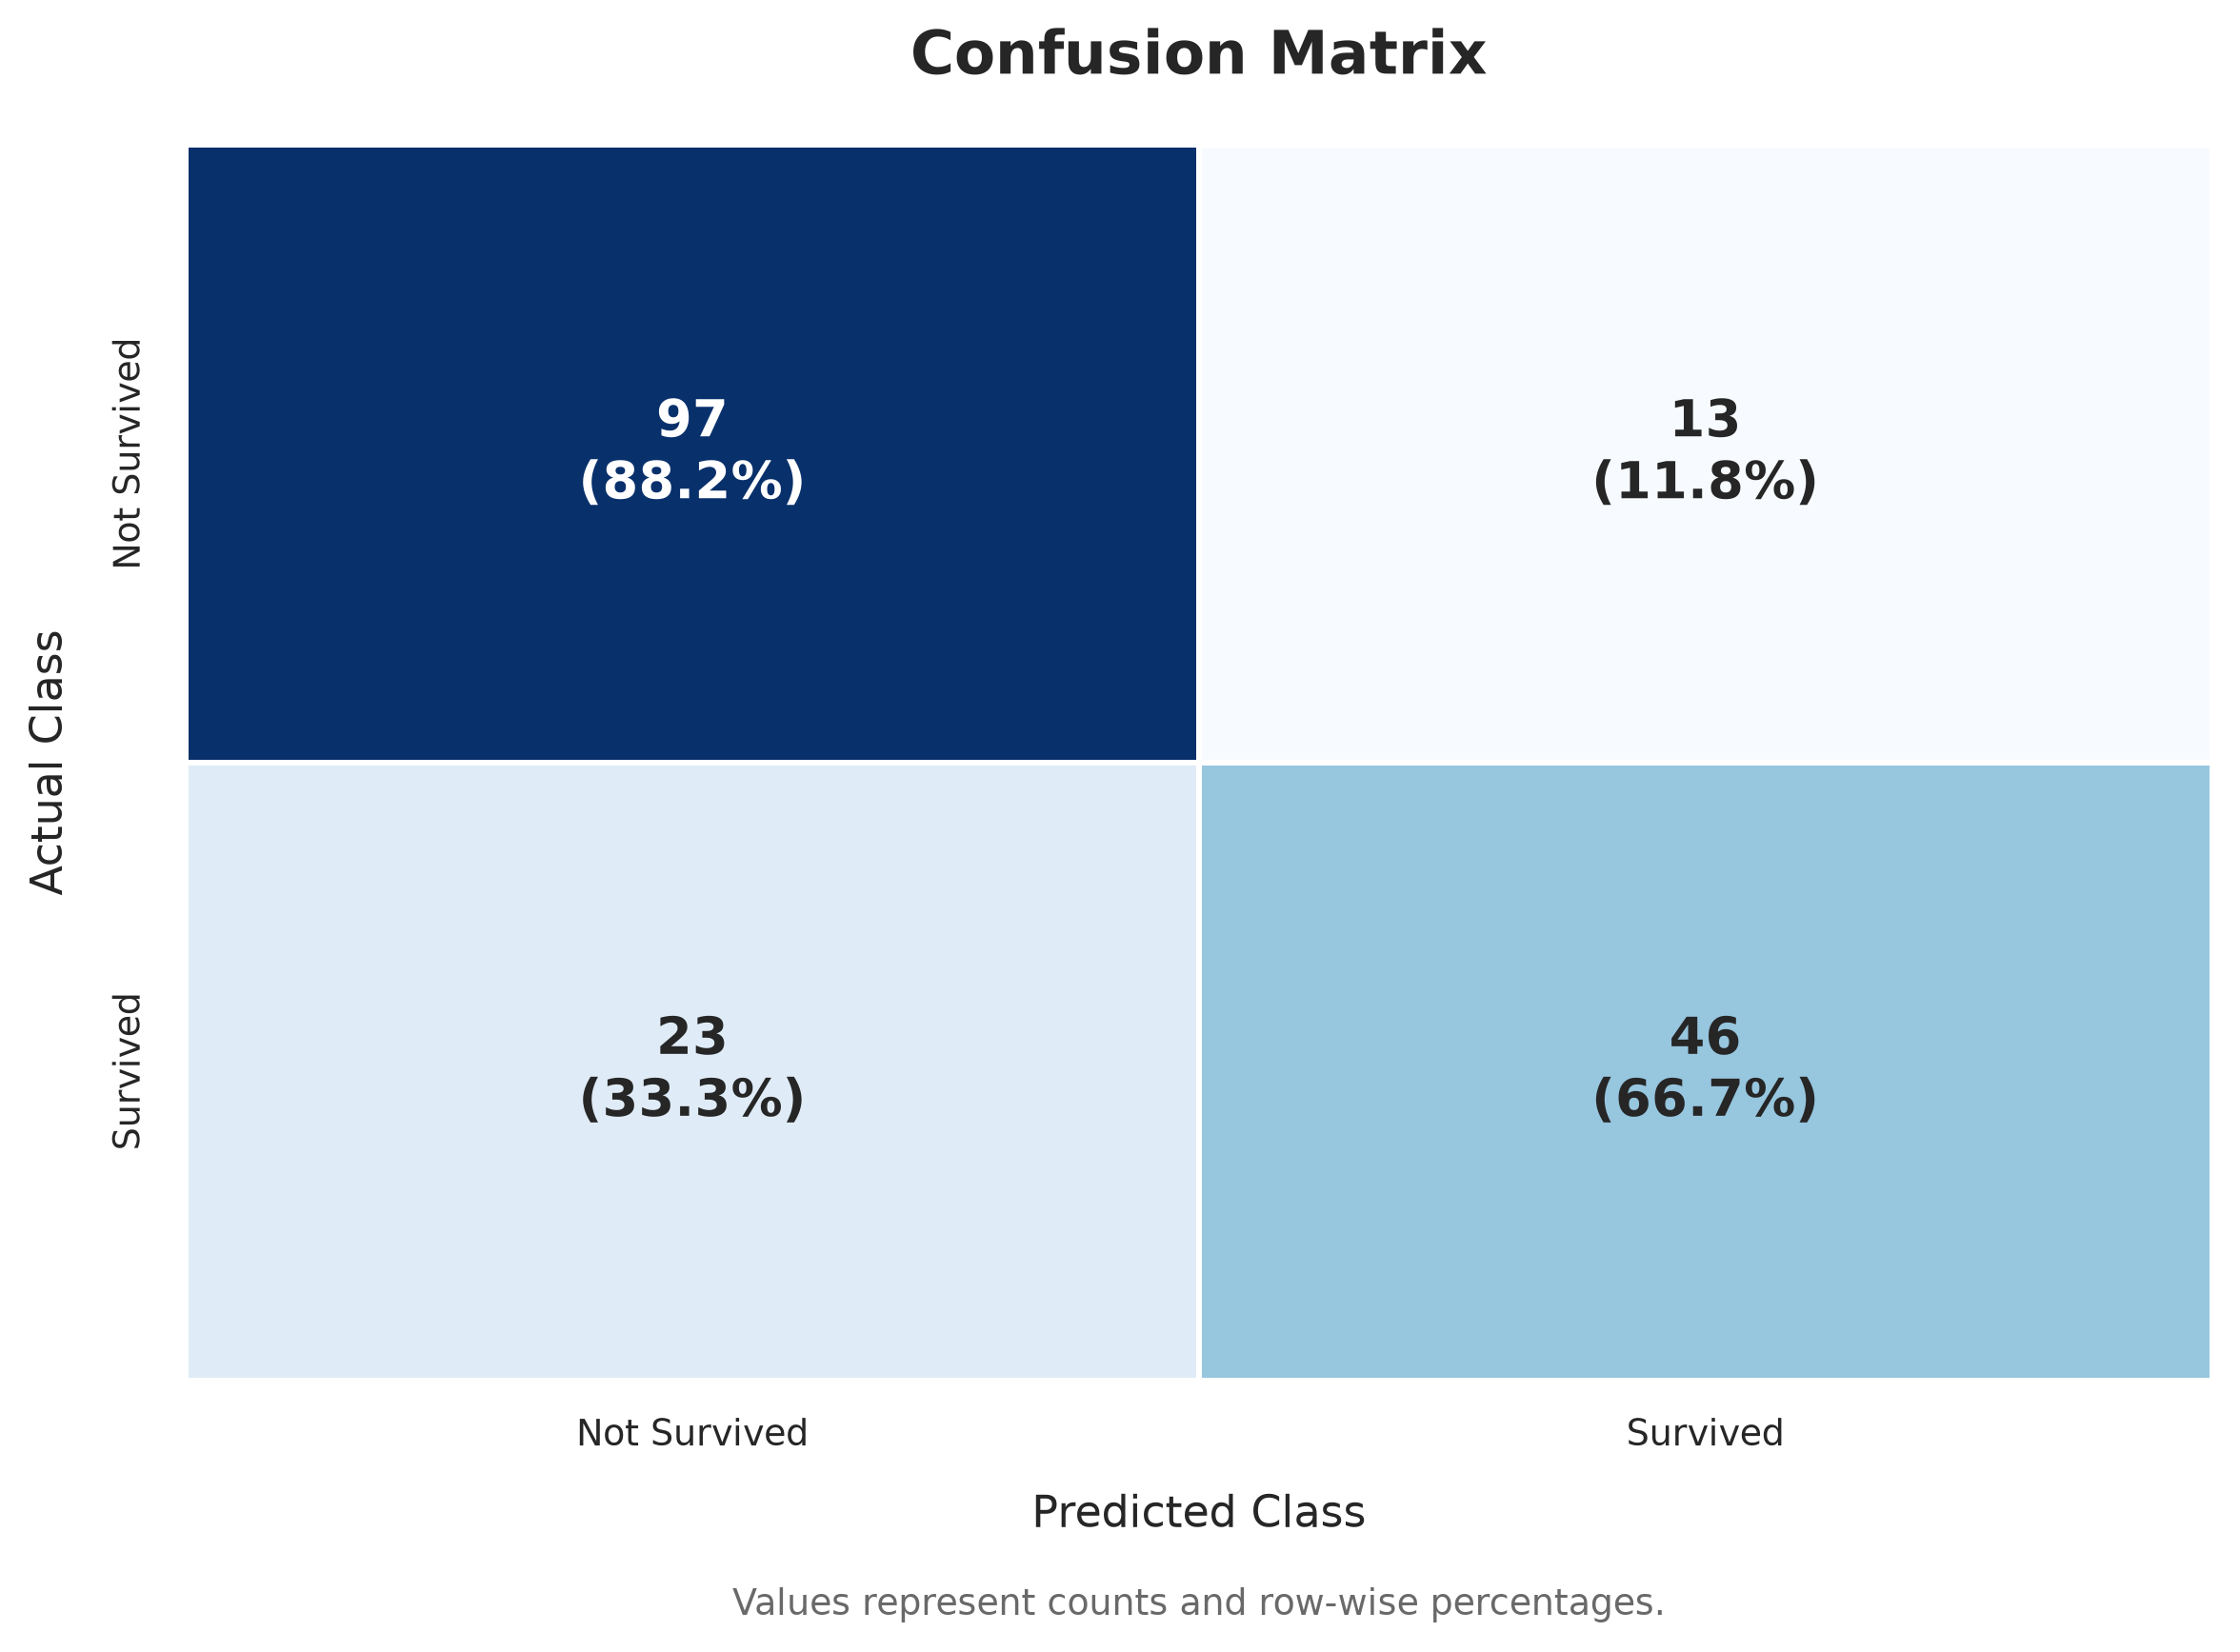 Confusion Matrix
Actual Class
Not Survived
97
(88.2%)
13
(11.8%)
Survived
23
(33.3%)
46
(66.7%)
Not Survived
Survived
Predicted Class
Values represent counts and row-wise percentages.